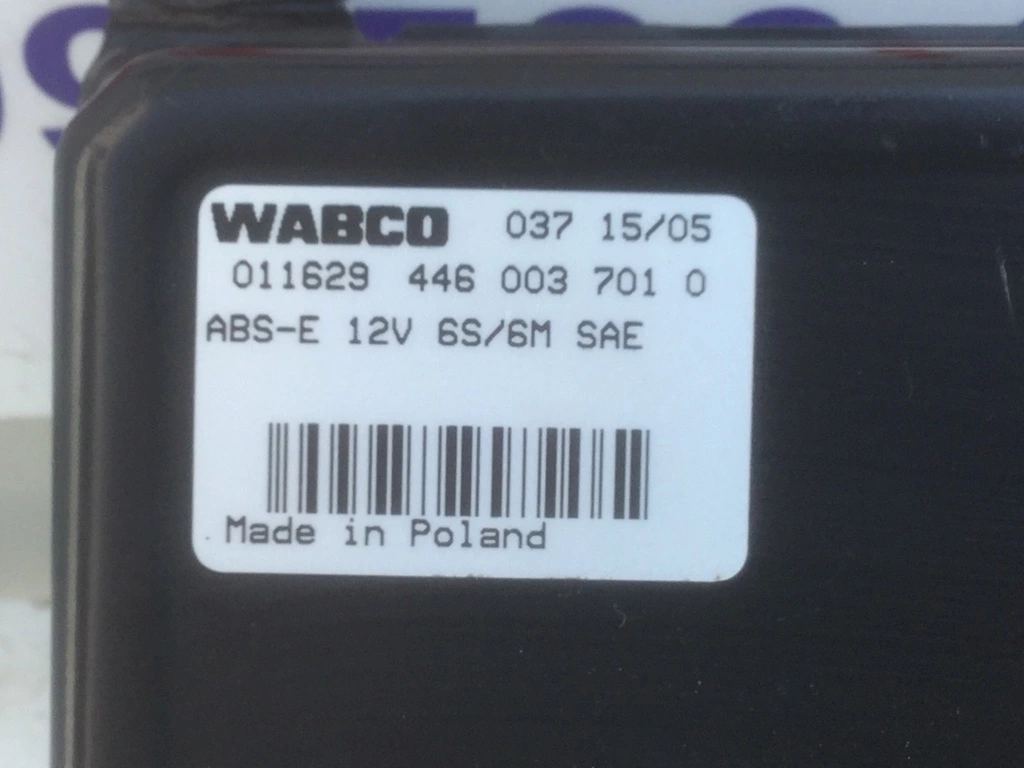 WABCO 037 15/05
011629 446 003 701 0
ABS-E 12V 6S/6M SAE
Made in Poland